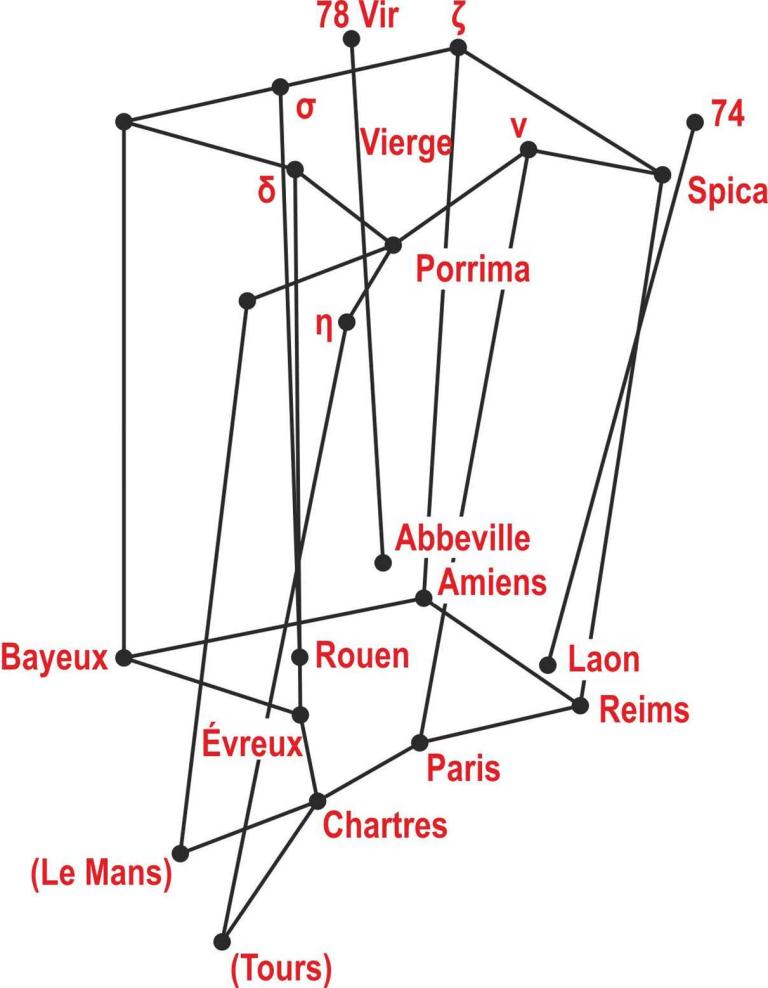 78 Vir
ζ
σ
74
Vierge
ν
δ
Spica
Porrima
η
Abbeville
Amiens
Bayeux
Rouen
Laon
Reims
Évreux
Paris
Chartres
(Le Mans)
(Tours)